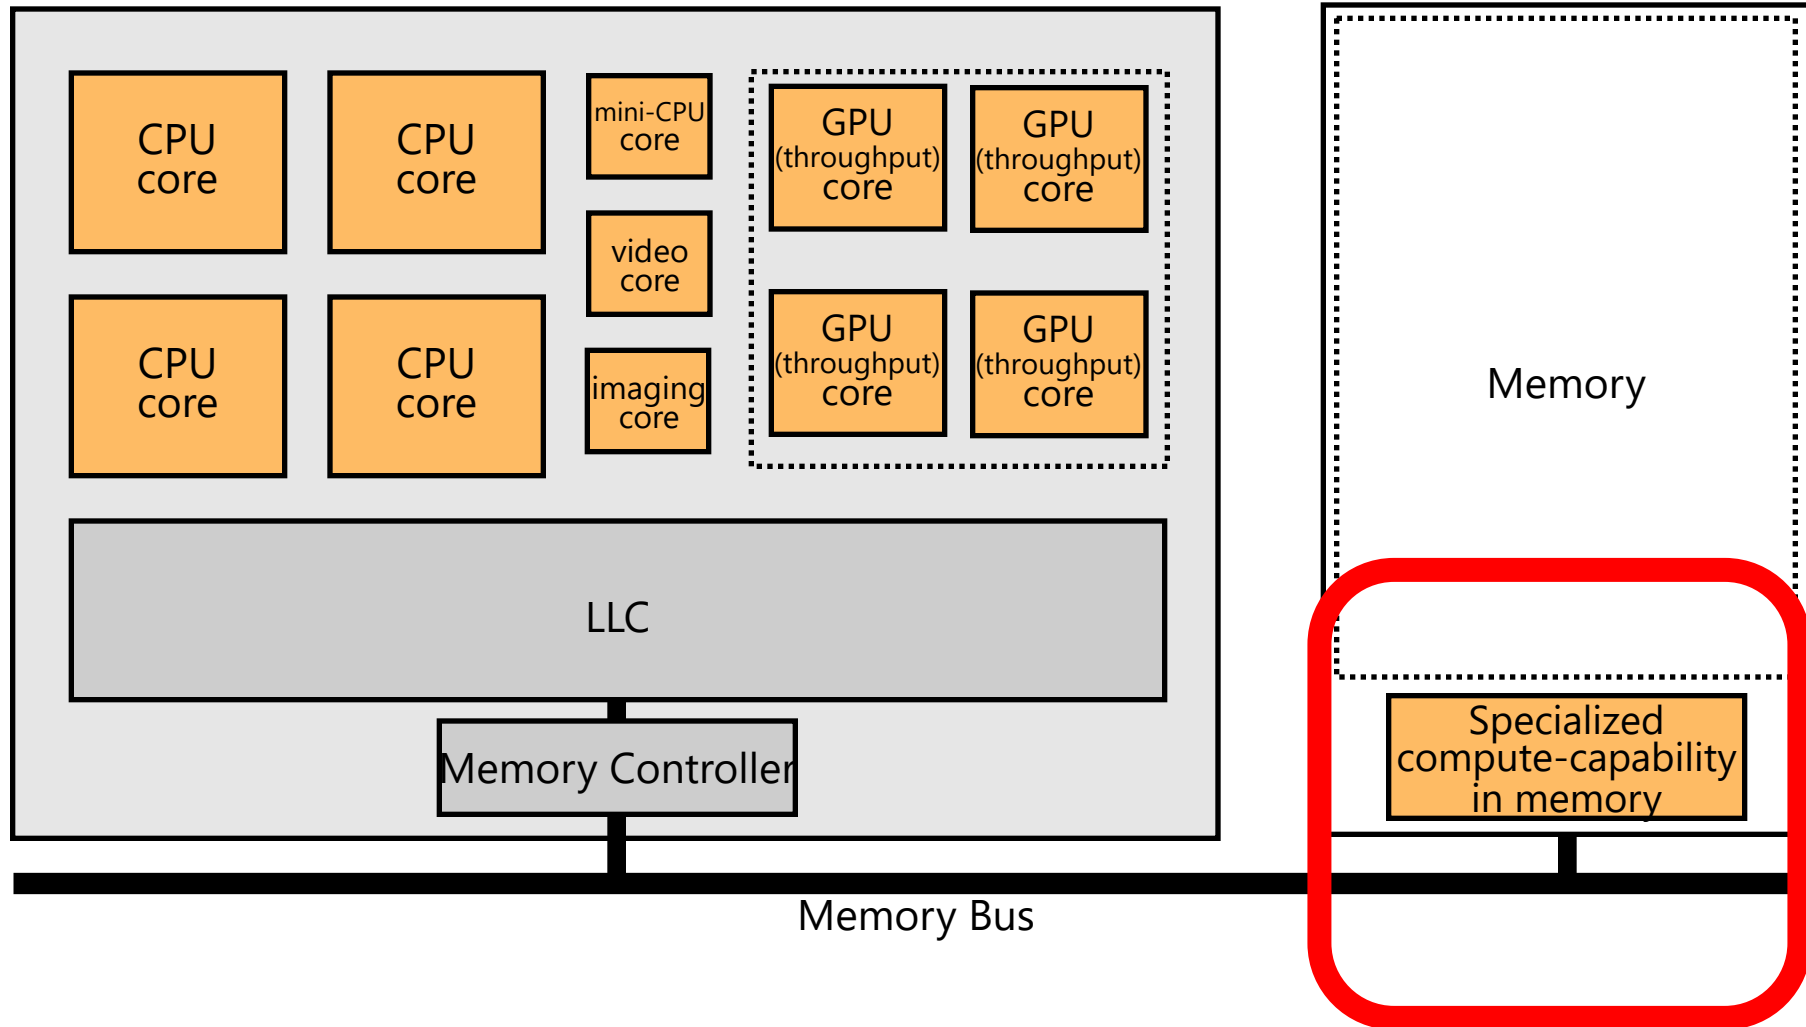 CPU
core
CPU
core
mini-CPU
core
video
core
imaging
core
GPU
(throughput)
core
GPU
(throughput)
core
CPU
core
CPU
core
GPU
(throughput)
core
GPU
(throughput)
core
LLC
Memory Controller
Memory Bus
Memory
Specialized
compute-capability
in memory